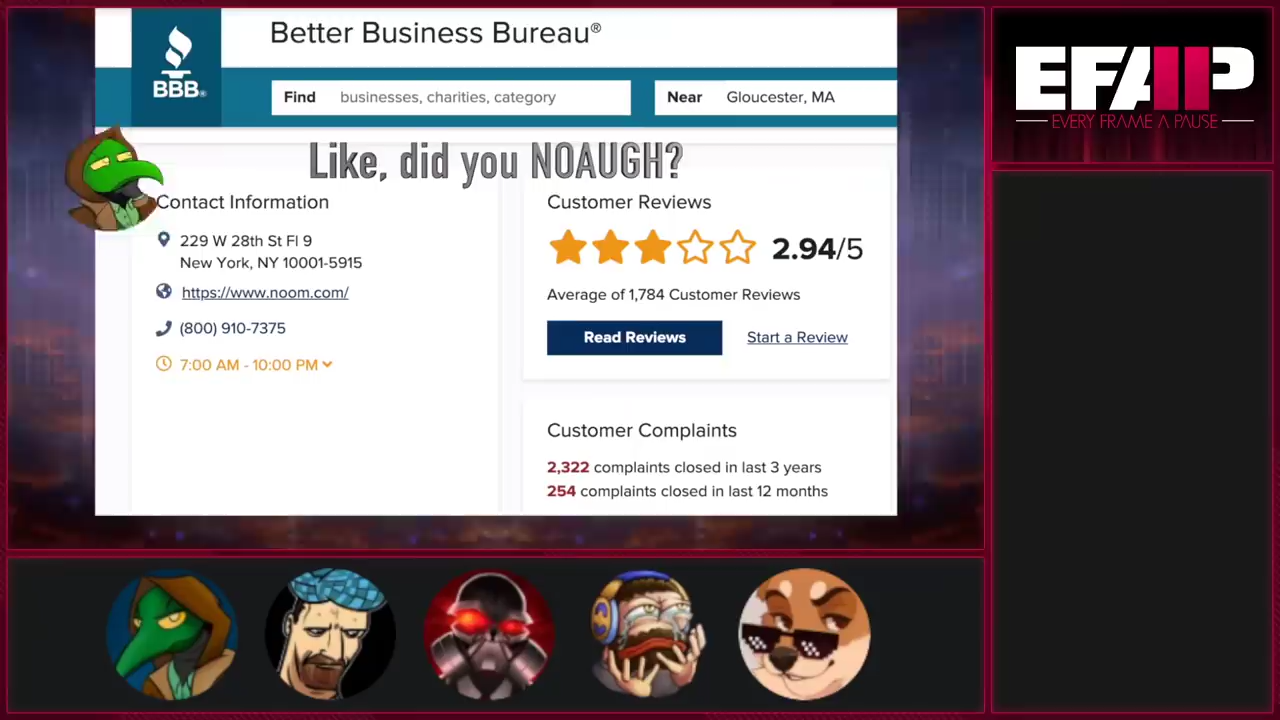 Better Business Bureau®
BBB®
Find businesses, charities, category
Near Gloucester, MA
EFAP
EVERY FRAME A PAUSE
Like, did you NOAUGH?
Contact Information
229 W 28th St Fl 9
New York, NY 10001-5915
https://www.noom.com/
(800) 910-7375
7:00 AM - 10:00 PM
Customer Reviews
2.94/5
Average of 1,784 Customer Reviews
Read Reviews
Start a Review
Customer Complaints
2,322 complaints closed in last 3 years
254 complaints closed in last 12 months